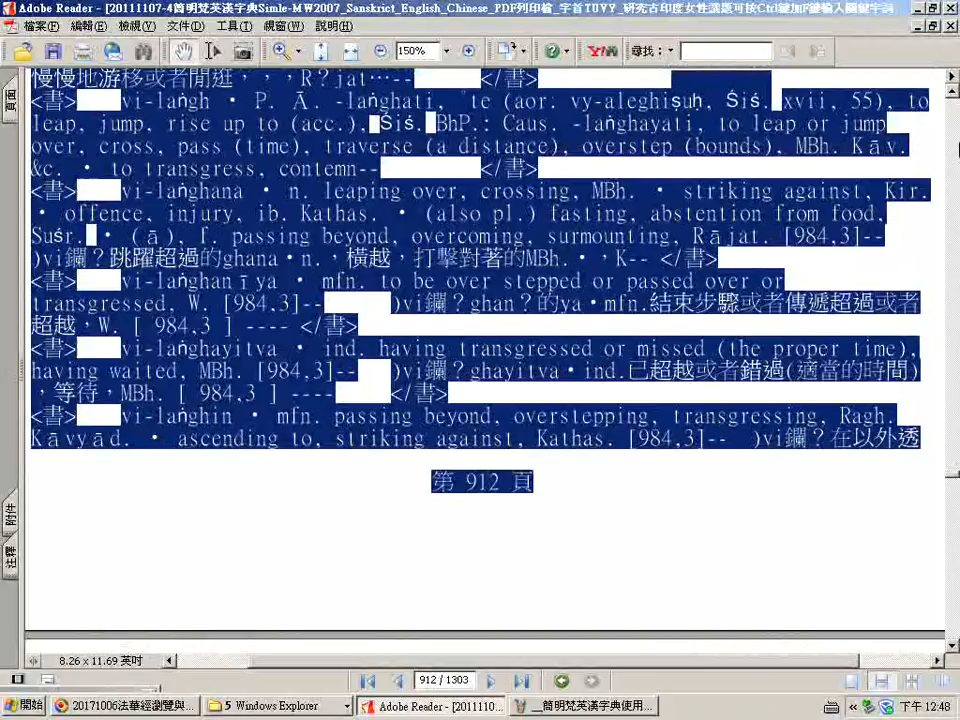 Adobe Reader - [20111107-4簡明梵英漢字典Simle-MW2007_Sanskrict_English_Chinese_PDF列印檔_字首TUVY_研究古印度女性議題可按Ctrl鍵加F鍵輸入關鍵字詞
檔案(F) 編輯(E) 檢視(V) 文件(D) 工具(T) 視窗(W) 說明(H)
150% 尋找：
頁面
慢慢地游移或者閒逛，，，R？jat…-- </書>
<書> vi-laṅgh • P. Ā. -laṅghati, °te (aor: vy-aleghiṣuḥ, Śiś. xvii, 55), to
leap, jump, rise up to (acc.), Śiś. BhP.: Caus. -laṅghayati, to leap or jump
over, cross, pass (time), traverse (a distance), overstep (bounds), MBh. Kāv.
&c. • to transgress, contemn-- </書>
<書> vi-laṅghana • n. leaping over, crossing, MBh. • striking against, Kir.
• offence, injury, ib. Kathas. • (also pl.) fasting, abstention from food,
Suśr. • (ā), f. passing beyond, overcoming, surmounting, Rājat. [984,3]--
)vi鑭？跳躍超過的ghana•n.，橫越，打擊對著的MBh.•，K-- </書>
<書> vi-laṅghanīya • mfn. to be over stepped or passed over or
transgressed, W. [984,3]-- )vi鑭？ghan？的ya•mfn.結束步驟或者傳遞超過或者
超越，W. [ 984,3 ] ---- </書>
<書> vi-laṅghayitva • ind. having transgressed or missed (the proper time),
having waited, MBh. [984,3]-- )vi鑭？ghayitva•ind.已超越或者錯過(適當的時間)
，等待，MBh. [ 984,3 ] ---- </書>
<書> vi-laṅghin • mfn. passing beyond, overstepping, transgressing, Ragh.
Kāvyād. • ascending to, striking against, Kathas. [984,3]-- )vi鑭？在以外透
第 912 頁
附件
注釋
8.26 x 11.69 英吋
912 / 1303
開始 20171006法華經瀏覽與... 5 Windows Explorer Adobe Reader - [20111... __簡明梵英漢字典使用... 下午 12:48